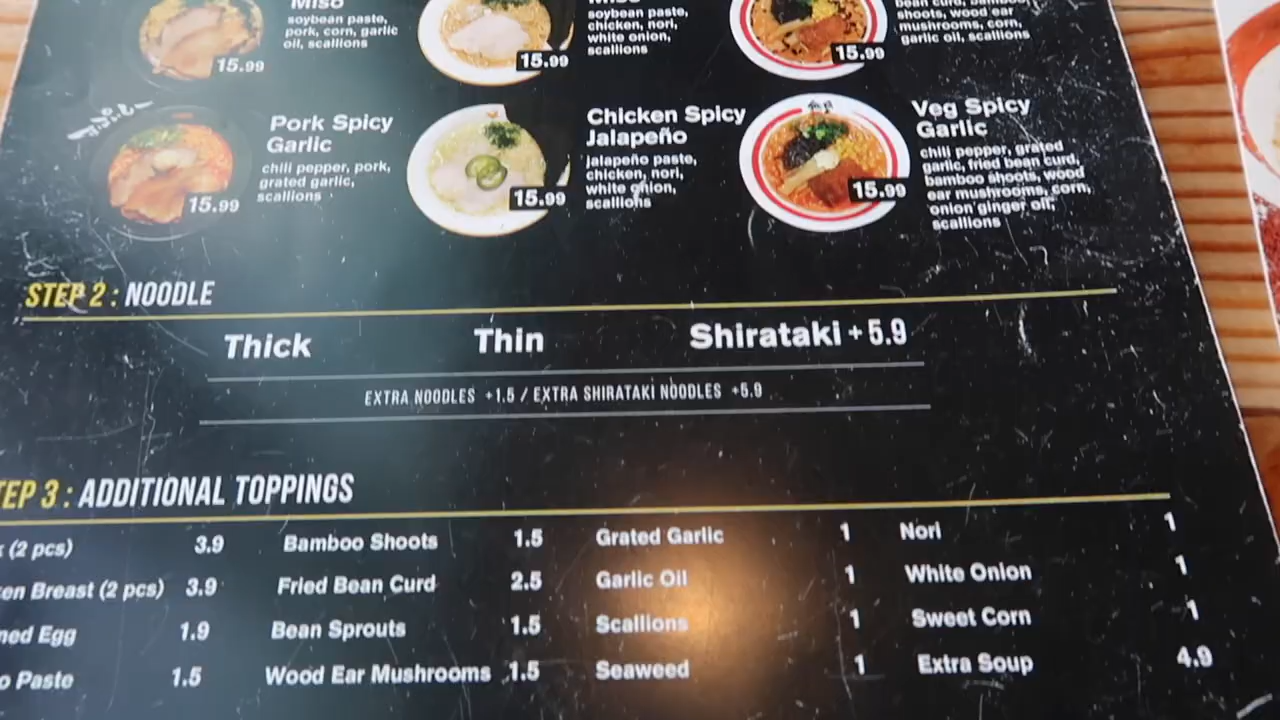 Miso
soybean paste,
pork, corn, garlic
oil, scallions
15.99
soybean paste,
chicken, nori,
white onion,
scallions
15.99
shoots, wood ear
mushrooms, corn,
garlic oil, scallions
15.99
Pork Spicy
Garlic
chili pepper, pork,
grated garlic,
scallions
15.99
Chicken Spicy
Jalapeño
jalapeño paste,
chicken, nori,
white onion,
scallions
15.99
Veg Spicy
Garlic
chili pepper, grated
garlic, fried bean curd,
bamboo shoots, wood
ear mushrooms, corn,
onion ginger oil,
scallions
15.99
STEP 2 : NOODLE
Thick Thin Shirataki + 5.9
EXTRA NOODLES +1.5 / EXTRA SHIRATAKI NOODLES +5.9
TEP 3 : ADDITIONAL TOPPINGS
(2 pcs) 3.9 Bamboo Shoots 1.5 Grated Garlic 1 Nori 1
en Breast (2 pcs) 3.9 Fried Bean Curd 2.5 Garlic Oil 1 White Onion 1
ned Egg 1.9 Bean Sprouts 1.5 Scallions 1 Sweet Corn 1
o Paste 1.5 Wood Ear Mushrooms 1.5 Seaweed 1 Extra Soup 4.9